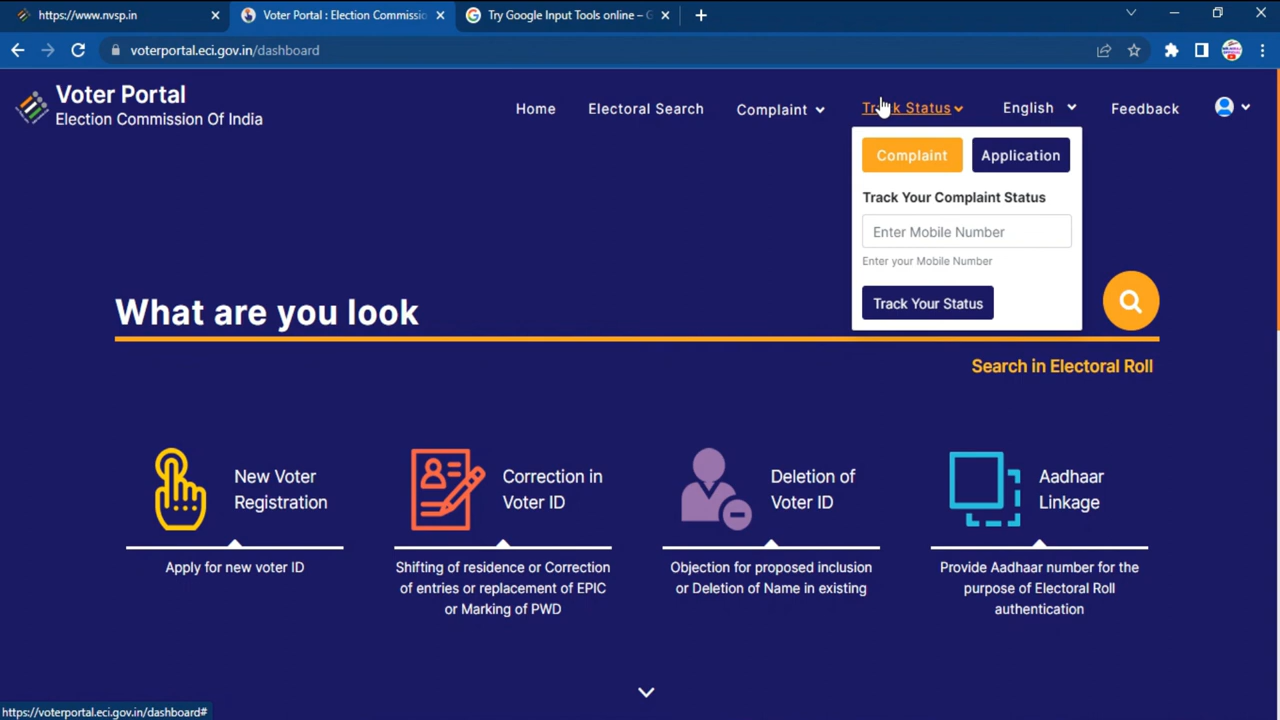 https://www.nvsp.in
Voter Portal : Election Commissio
Try Google Input Tools online – G
voterportal.eci.gov.in/dashboard
Voter Portal
Election Commission Of India
Home
Electoral Search
Complaint
Track Status
English
Feedback
Complaint
Application
Track Your Complaint Status
Enter Mobile Number
Enter your Mobile Number
Track Your Status
What are you look
Search in Electoral Roll
New Voter
Registration
Apply for new voter ID
Correction in
Voter ID
Shifting of residence or Correction
of entries or replacement of EPIC
or Marking of PWD
Deletion of
Voter ID
Objection for proposed inclusion
or Deletion of Name in existing
Aadhaar
Linkage
Provide Aadhaar number for the
purpose of Electoral Roll
authentication
https://voterportal.eci.gov.in/dashboard#